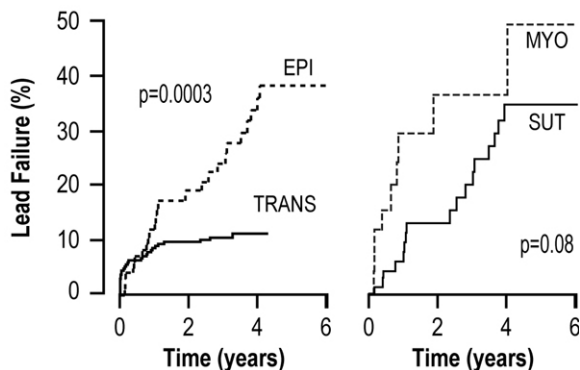 Lead Failure (%)
50
40
30
20
10
0
EPI
p=0.0003
TRANS
0 2 4 6
Time (years)
MYO
SUT
p=0.08
0 2 4 6
Time (years)